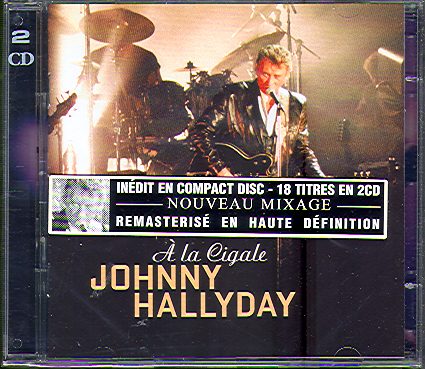 2
CD
INÉDIT EN COMPACT DISC - 18 TITRES EN 2CD
NOUVEAU MIXAGE
REMASTERISÉ EN HAUTE DÉFINITION
À la Cigale
JOHNNY
HALLYDAY